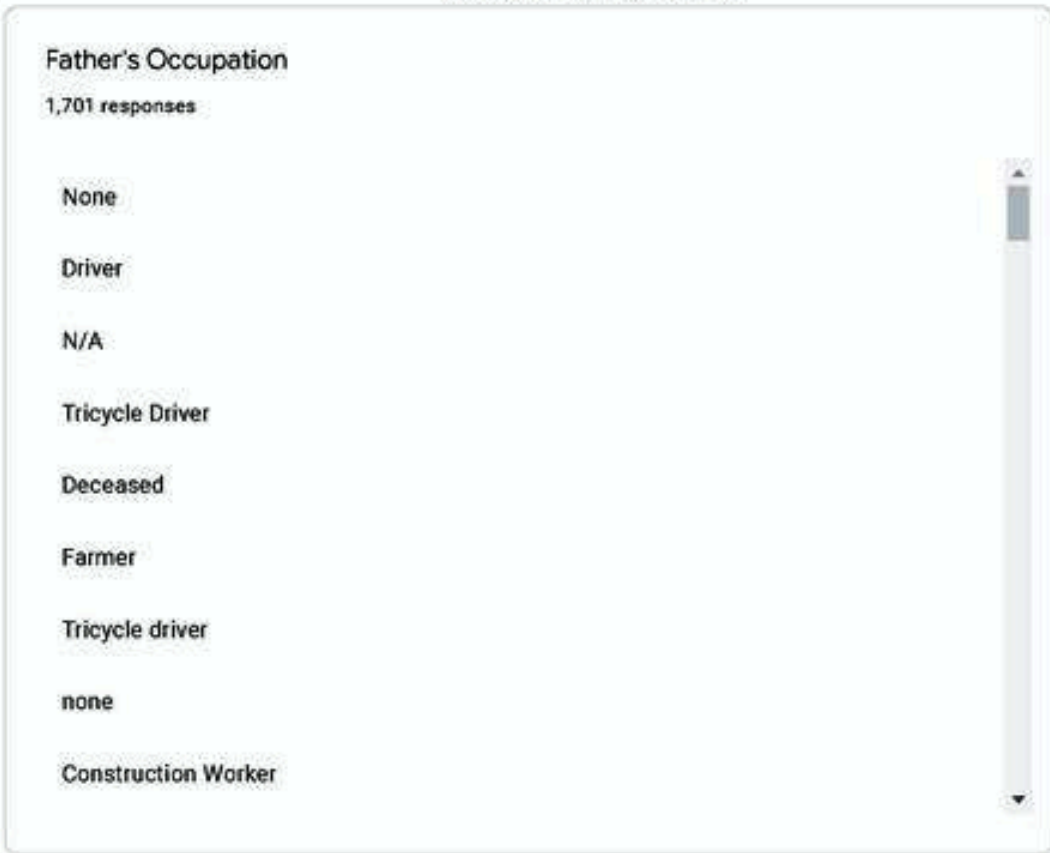 Father's Occupation
1,701 responses
None
Driver
N/A
Tricycle Driver
Deceased
Farmer
Tricycle driver
none
Construction Worker